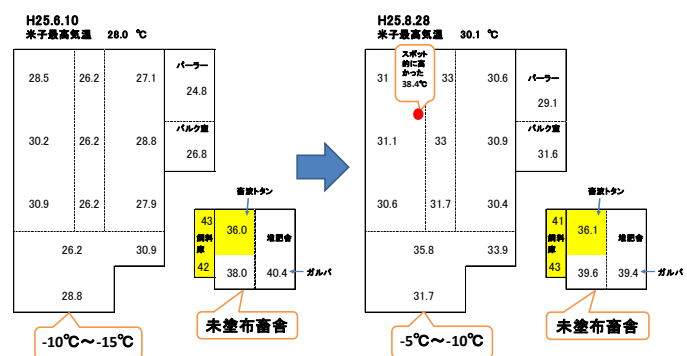 H25.6.10
米子最高気温 28.0 ℃
28.5 26.2 27.1
パーラー
24.8
30.2 26.2 28.8
バルク室
26.8
30.9 26.2 27.9
26.2 30.9
28.8
-10℃～-15℃
畜波トタン
43
飼料庫
42
36.0
堆肥舎
38.0 40.4
ガルバ
未塗布畜舎
H25.8.28
米子最高気温 30.1 ℃
スポット的に高かった38.4℃
31 33 30.6
パーラー
29.1
31.1 33 30.9
バルク室
31.6
30.6 31.7 30.4
35.8 33.9
31.7
-5℃～-10℃
畜波トタン
41
飼料庫
43
36.1
堆肥舎
39.6 39.4
ガルバ
未塗布畜舎